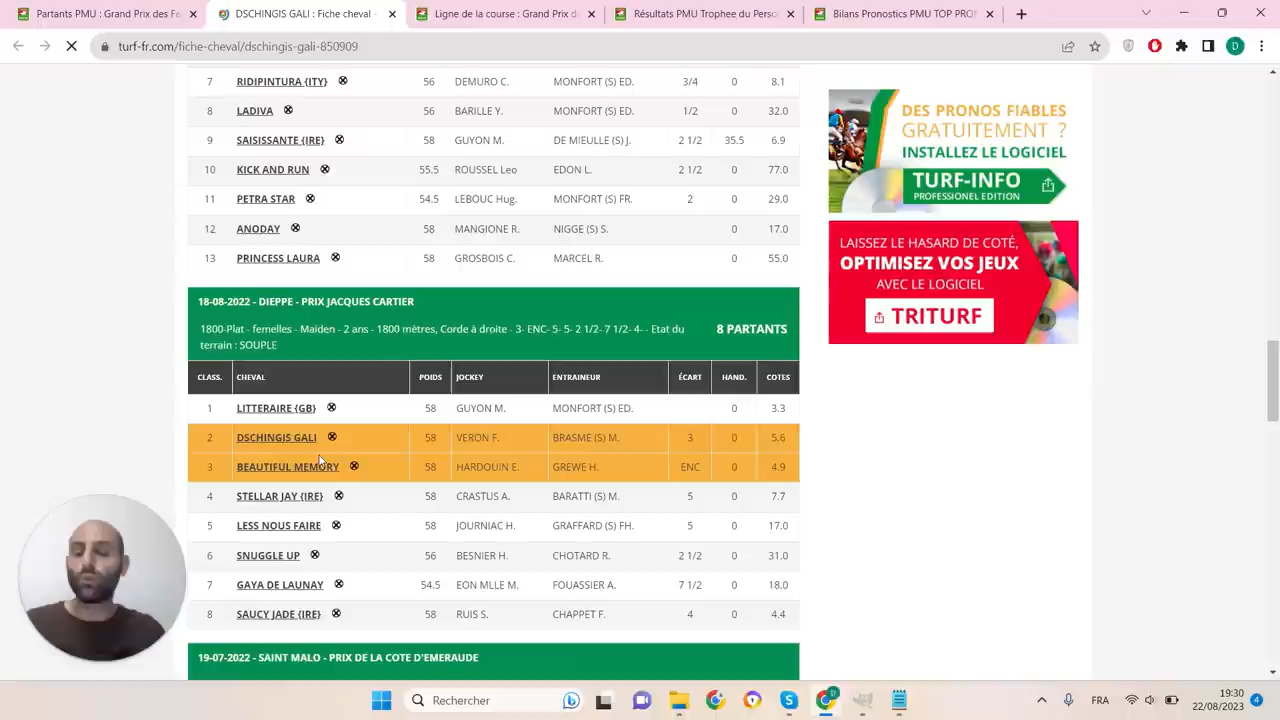 Castes PMU : Grand Prix des Fe
DSCHINGIS GALI : Fiche cheval
Ligne de la course : Grand Prix de
Résultats PMU Trophee du Perso
Bilans Pronostics PMU TOP PRO
turf-fr.com/fiche-cheval/dschingis-gali-850909
D
7 RIDIPINTURA {ITY} 56 DEMURO C. MONFORT (S) ED. 3/4 0 8.1
8 LADIVA 56 BARILLE Y. MONFORT (S) ED. 1/2 0 32.0
9 SAISISSANTE {IRE} 58 GUYON M. DE MIEULLE (S) J. 2 1/2 35.5 6.9
10 KICK AND RUN 55.5 ROUSSEL Leo EDON L. 2 1/2 0 77.0
11 PETRA STAR 54.5 LEBOUC Hug. MONFORT (S) FR. 2 0 29.0
12 ANODAY 58 MANGIONE R. NIGGE (S) S. 0 17.0
13 PRINCESS LAURA 58 GROSBOIS C. MARCEL R. 0 55.0
18-08-2022 - DIEPPE - PRIX JACQUES CARTIER
1800-Plat - femelles - Maiden - 2 ans - 1800 mètres, Corde à droite - 3- ENC- 5- 5- 2 1/2- 7 1/2- 4- - Etat du
terrain : SOUPLE
8 PARTANTS
CLASS. CHEVAL POIDS JOCKEY ENTRAINEUR ÉCART HAND. COTES
1 LITTERAIRE {GB} 58 GUYON M. MONFORT (S) ED. 0 3.3
2 DSCHINGIS GALI 58 VERON F. BRASME (S) M. 3 0 5.6
3 BEAUTIFUL MEMORY 58 HARDOUIN E. GREWE H. ENC 0 4.9
4 STELLAR JAY {IRE} 58 CRASTUS A. BARATTI (S) M. 5 0 7.7
5 LESS NOUS FAIRE 58 JOURNIAC H. GRAFFARD (S) FH. 5 0 17.0
6 SNUGGLE UP 56 BESNIER H. CHOTARD R. 2 1/2 0 31.0
7 GAYA DE LAUNAY 54.5 EON MLLE M. FOUASSIER A. 7 1/2 0 18.0
8 SAUCY JADE {IRE} 58 RUIS S. CHAPPET F. 4 0 4.4
19-07-2022 - SAINT MALO - PRIX DE LA COTE D'EMERAUDE
DES PRONOS FIABLES
GRATUITEMENT ?
INSTALLEZ LE LOGICIEL
TURF-INFO
PROFESSIONEL EDITION
LAISSEZ LE HASARD DE COTÉ,
OPTIMISEZ VOS JEUX
AVEC LE LOGICIEL
TRITURF
Rechercher
FRA
19:30
22/08/2023
4